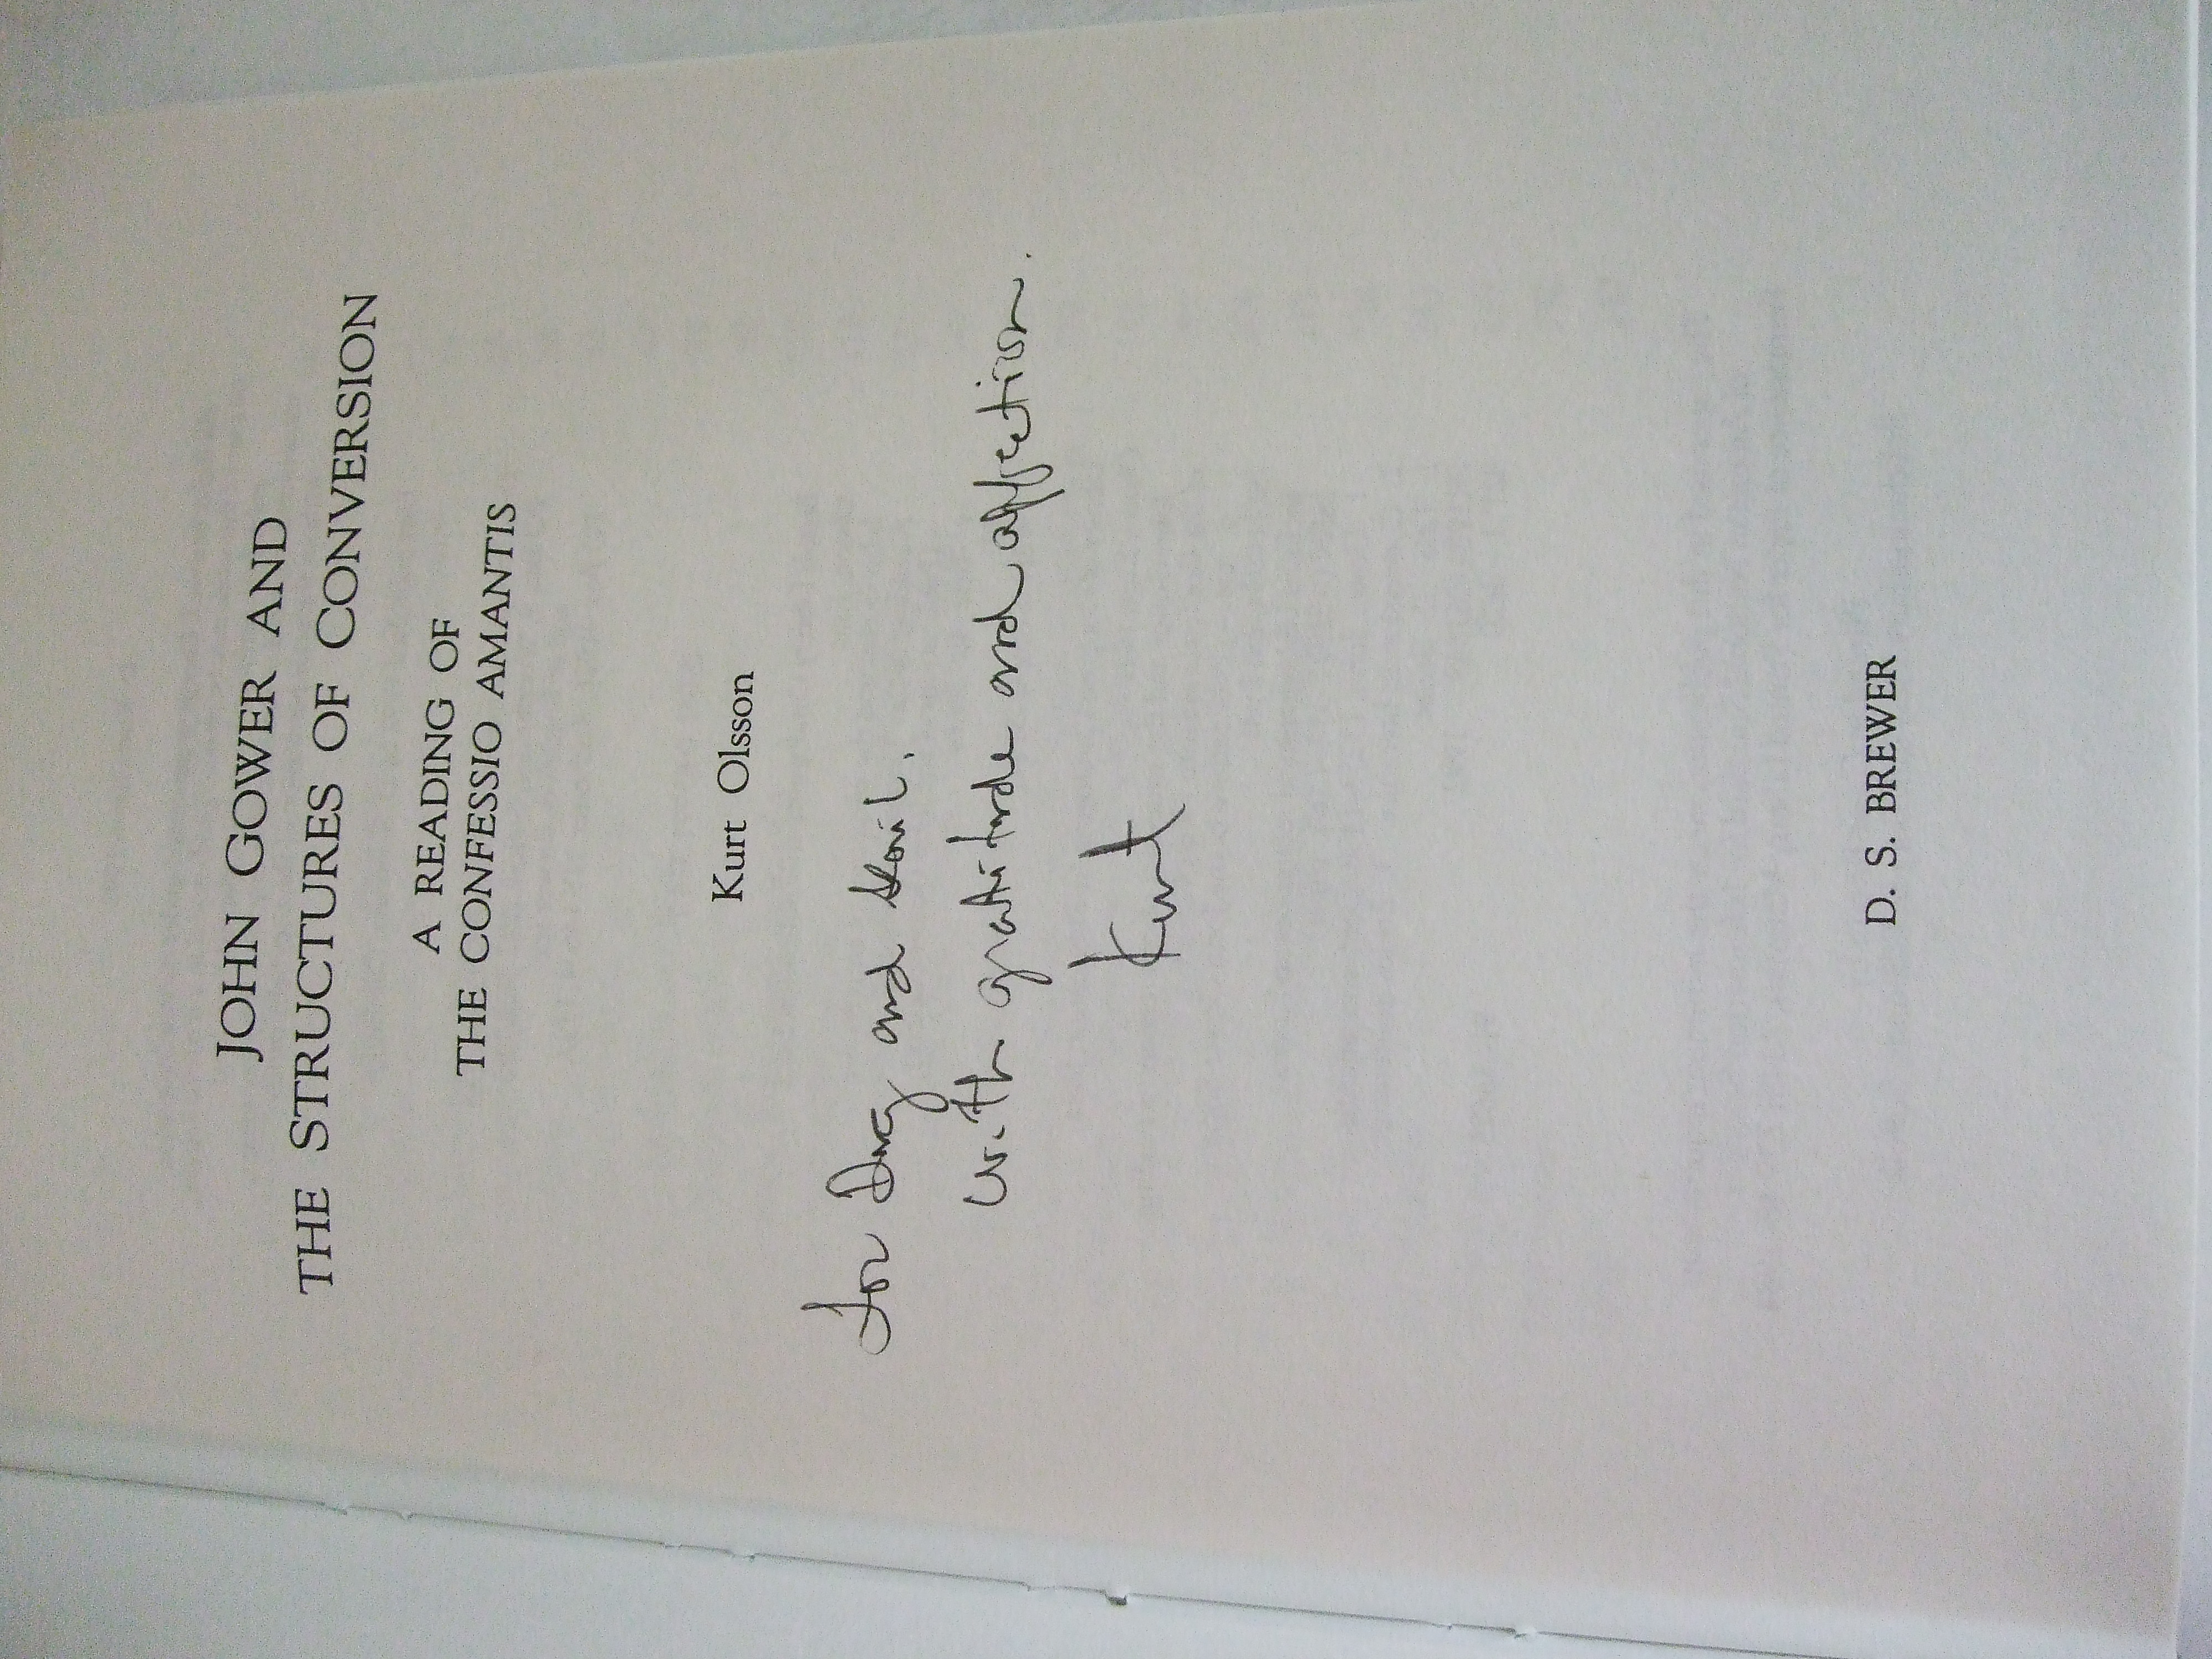 JOHN GOWER AND
THE STRUCTURES OF CONVERSION
A READING OF
THE CONFESSIO AMANTIS
Kurt Olsson
For Doug and
with gratitude and affection.
Kurt
D. S. BREWER